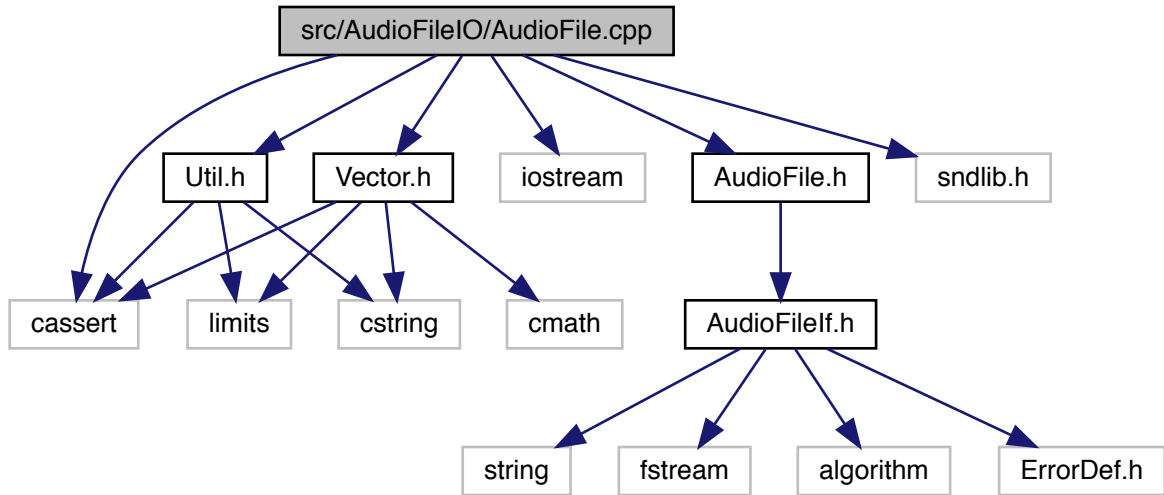 src/AudioFileIO/AudioFile.cpp
Util.h
Vector.h
iostream
AudioFile.h
sndlib.h
cassert
limits
cstring
cmath
AudioFileIf.h
string
fstream
algorithm
ErrorDef.h